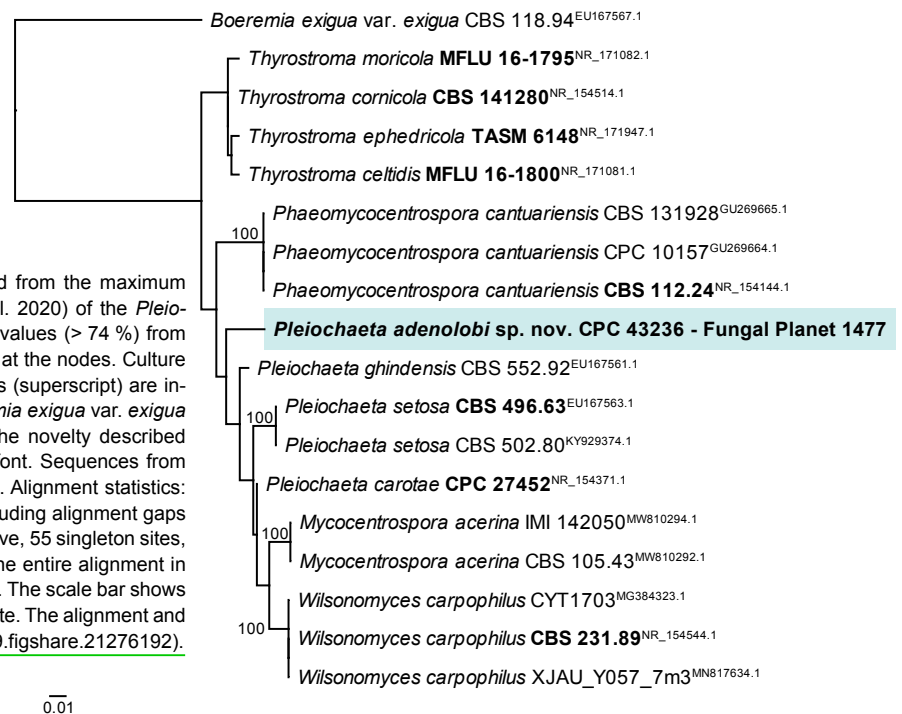 Boeremia exigua var. exigua CBS 118.94EU167567.1
Thyrostroma moricola MFLU 16-1795NR_171082.1
Thyrostroma cornicola CBS 141280NR_154514.1
Thyrostroma ephedricola TASM 6148NR_171947.1
Thyrostroma celtidis MFLU 16-1800NR_171081.1
Phaeomycocentrospora cantuariensis CBS 131928GU269665.1
100
Phaeomycocentrospora cantuariensis CPC 10157GU269664.1
Phaeomycocentrospora cantuariensis CBS 112.24NR_154144.1
Pleiochaeta adenolobi sp. nov. CPC 43236 - Fungal Planet 1477
Pleiochaeta ghindensis CBS 552.92EU167561.1
Pleiochaeta setosa CBS 496.63EU167563.1
100
Pleiochaeta setosa CBS 502.80KY929374.1
Pleiochaeta carotae CPC 27452NR_154371.1
Mycocentrospora acerina IMI 142050MW810294.1
100
Mycocentrospora acerina CBS 105.43MW810292.1
Wilsonomyces carpophilus CYT1703MG384323.1
100
Wilsonomyces carpophilus CBS 231.89NR_154544.1
Wilsonomyces carpophilus XJAU_Y057_7m3MN817634.1
from the maximum
2020) of the Pleio-
values (> 74 %) from
at the nodes. Culture
(superscript) are in-
exigua var. exigua
novelty described
Sequences from
Alignment statistics:
alignment gaps
55 singleton sites,
entire alignment in
The scale bar shows
The alignment and
figshare.21276192).
0.01